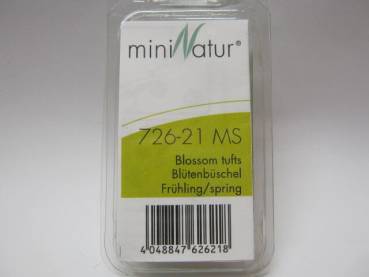 miniNatur®
726-21 MS
Blossom tufts
Blütenbüschel
Frühling/spring
4 048847 626218